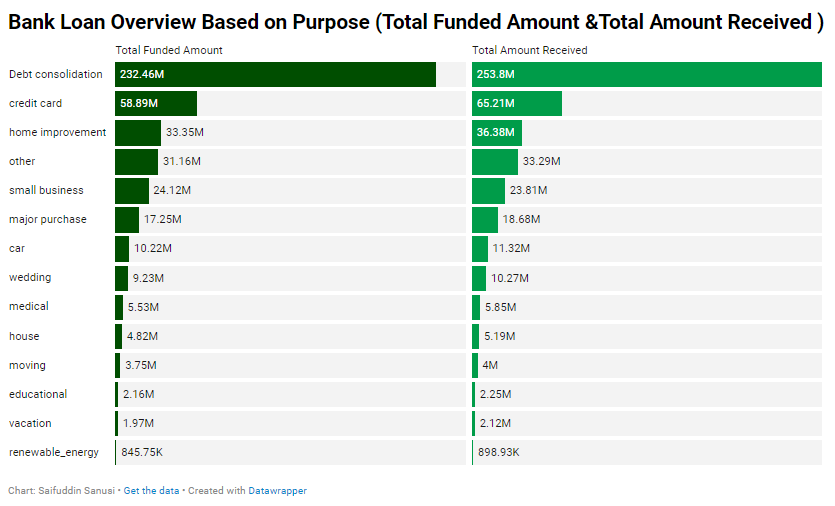 Bank Loan Overview Based on Purpose (Total Funded Amount &Total Amount Received )
Total Funded Amount Total Amount Received
Debt consolidation 232.46M 253.8M
credit card 58.89M 65.21M
home improvement 33.35M 36.38M
other 31.16M 33.29M
small business 24.12M 23.81M
major purchase 17.25M 18.68M
car 10.22M 11.32M
wedding 9.23M 10.27M
medical 5.53M 5.85M
house 4.82M 5.19M
moving 3.75M 4M
educational 2.16M 2.25M
vacation 1.97M 2.12M
renewable_energy 845.75K 898.93K
Chart: Saifuddin Sanusi • Get the data • Created with Datawrapper